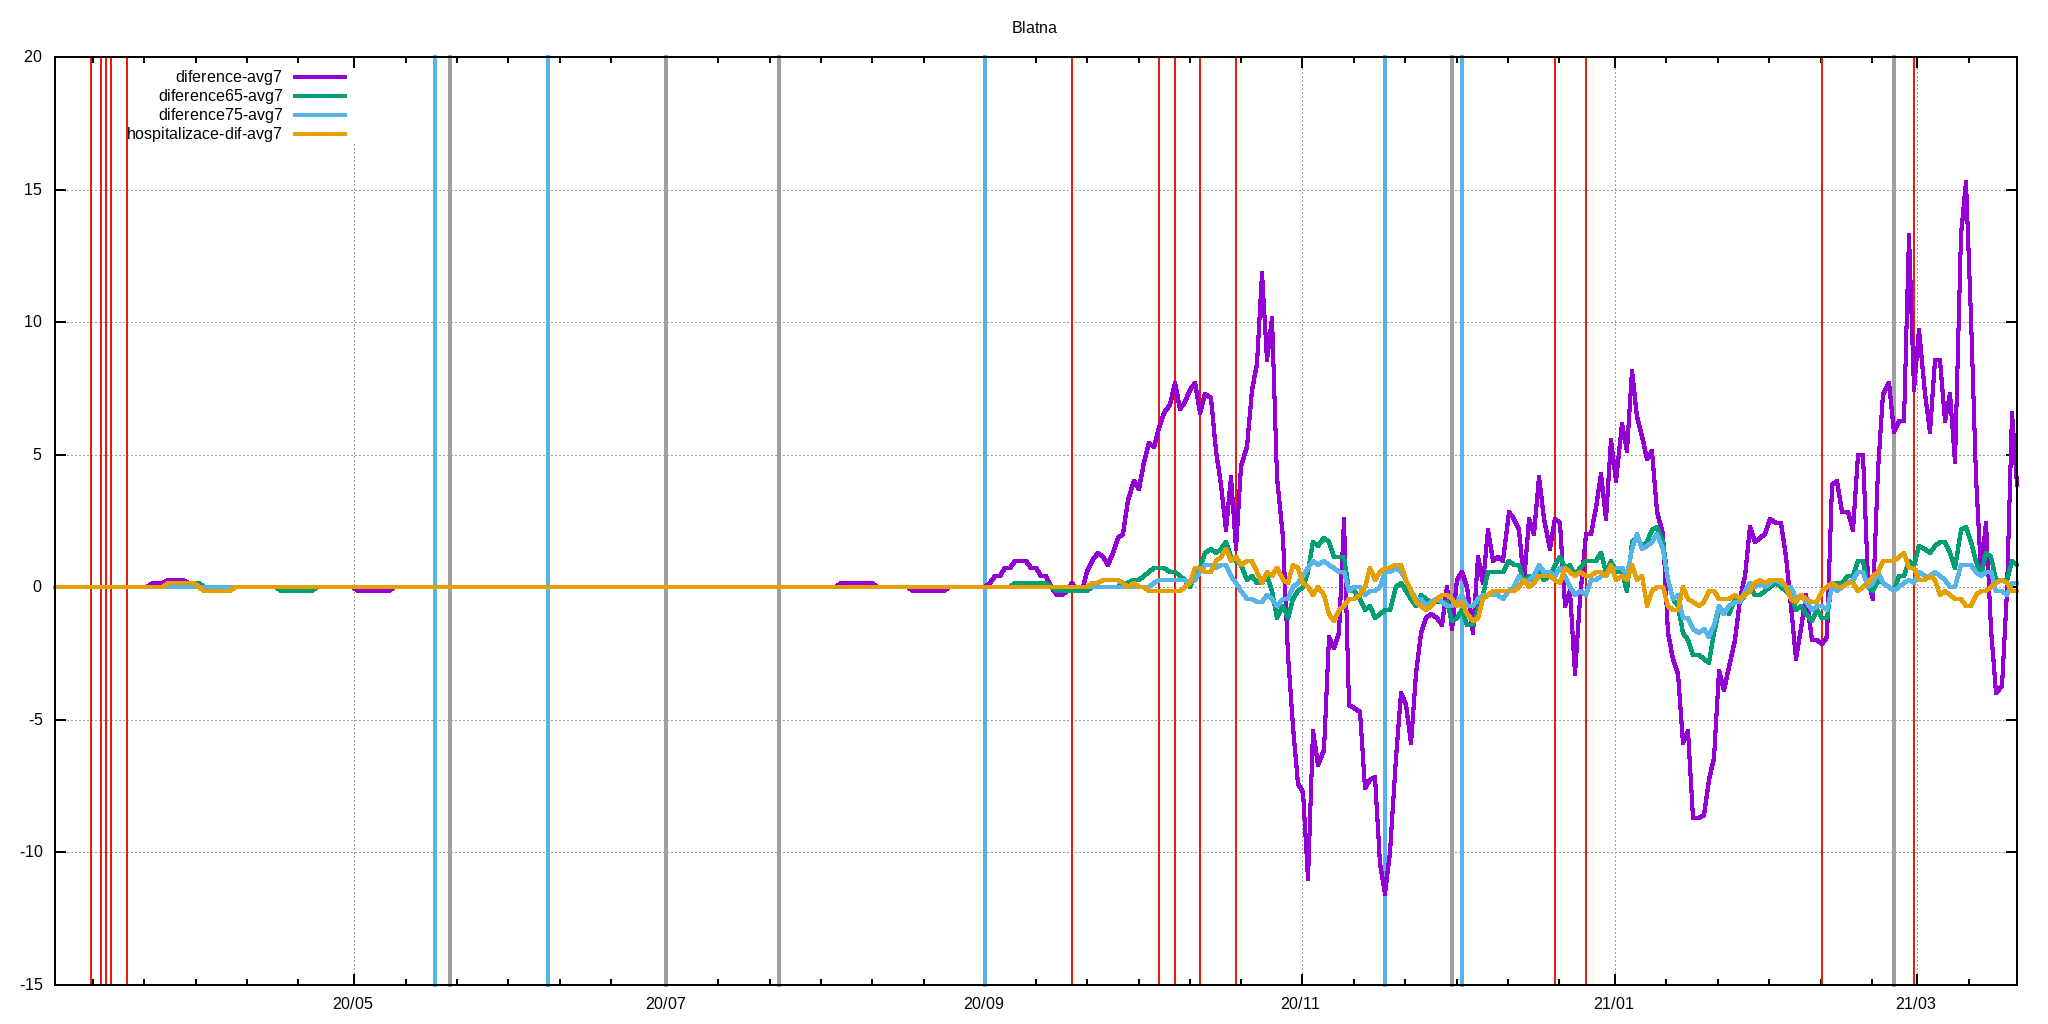 Blatna
20
15
10
5
0
-5
-10
-15
diference-avg7
diference65-avg7
diference75-avg7
hospitalizace-dif-avg7
20/05
20/07
20/09
20/11
21/01
21/03